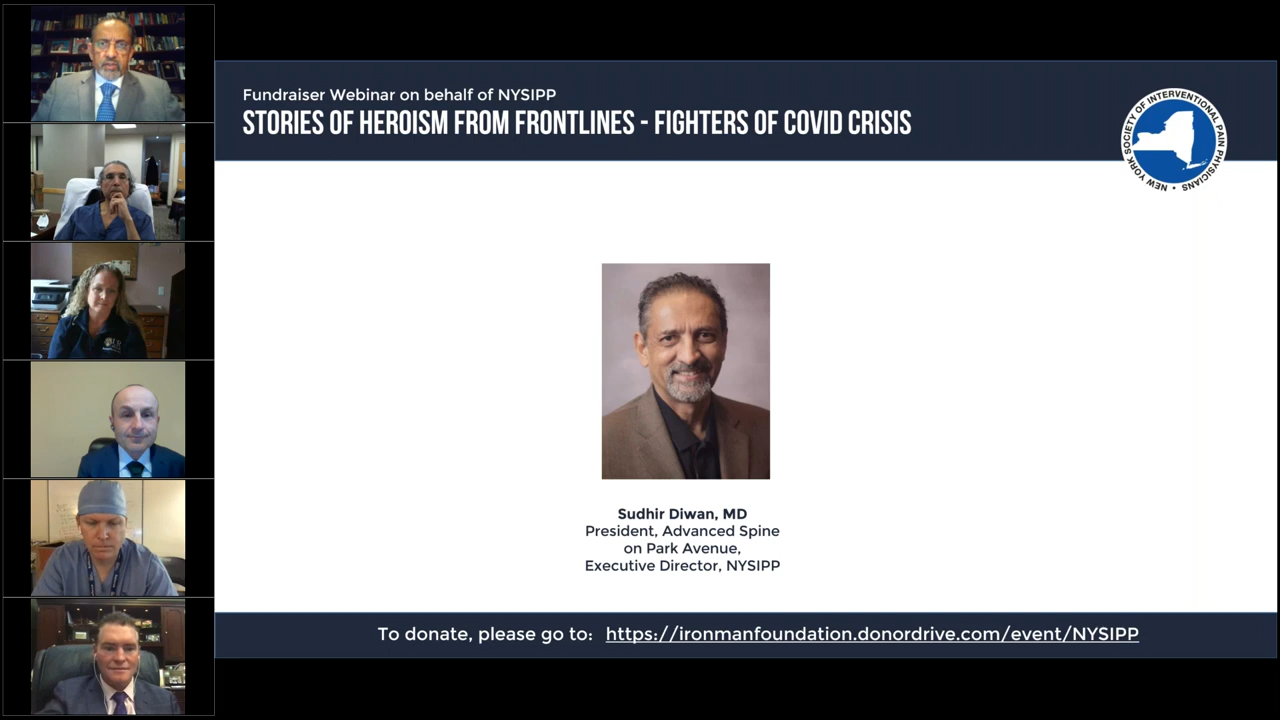 Fundraiser Webinar on behalf of NYSIPP
STORIES OF HEROISM FROM FRONTLINES - FIGHTERS OF COVID CRISIS
NEW YORK SOCIETY OF INTERVENTIONAL PAIN PHYSICIANS
Sudhir Diwan, MD
President, Advanced Spine
on Park Avenue,
Executive Director, NYSIPP
To donate, please go to: https://ironmanfoundation.donordrive.com/event/NYSIPP